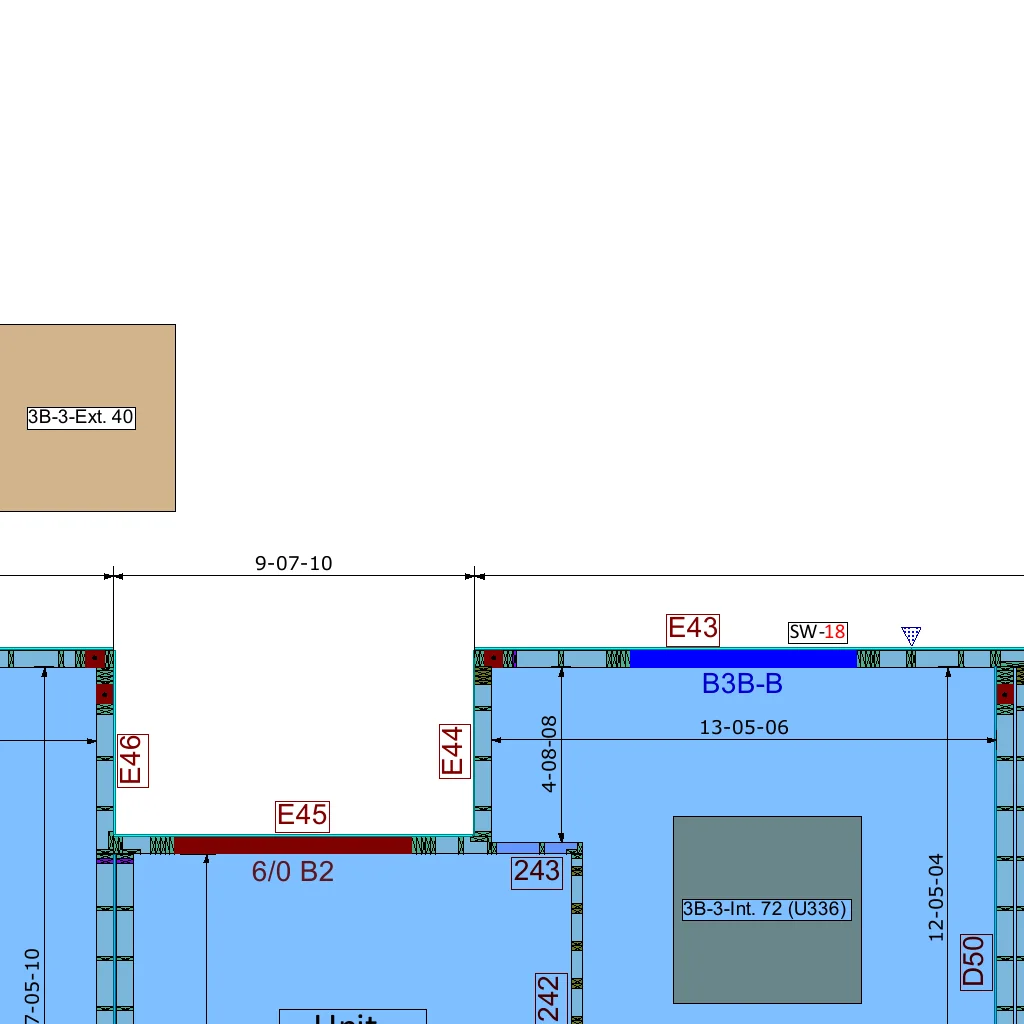 3B-3-Ext. 40
9-07-10
E43
SW-18
B3B-B
13-05-06
4-08-08
E46
E44
E45
6/0 B2
243
3B-3-Int. 72 (U336)
12-05-04
D50
7-05-10
242
Unit